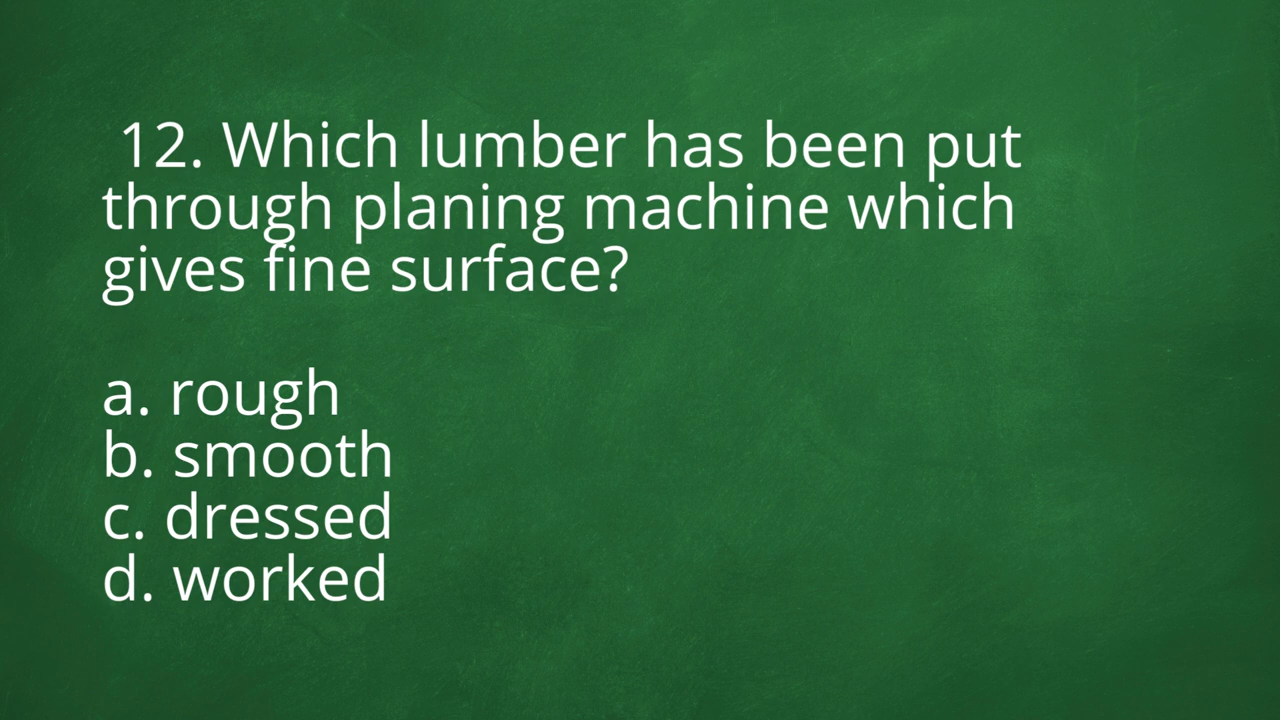 12. Which lumber has been put
through planing machine which
gives fine surface?
a. rough
b. smooth
c. dressed
d. worked